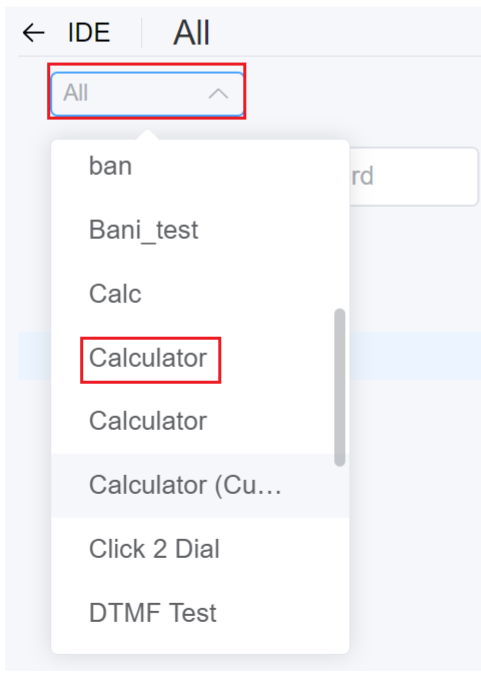 ← IDE All
All
rd
ban
Bani_test
Calc
Calculator
Calculator
Calculator (Cu...
Click 2 Dial
DTMF Test